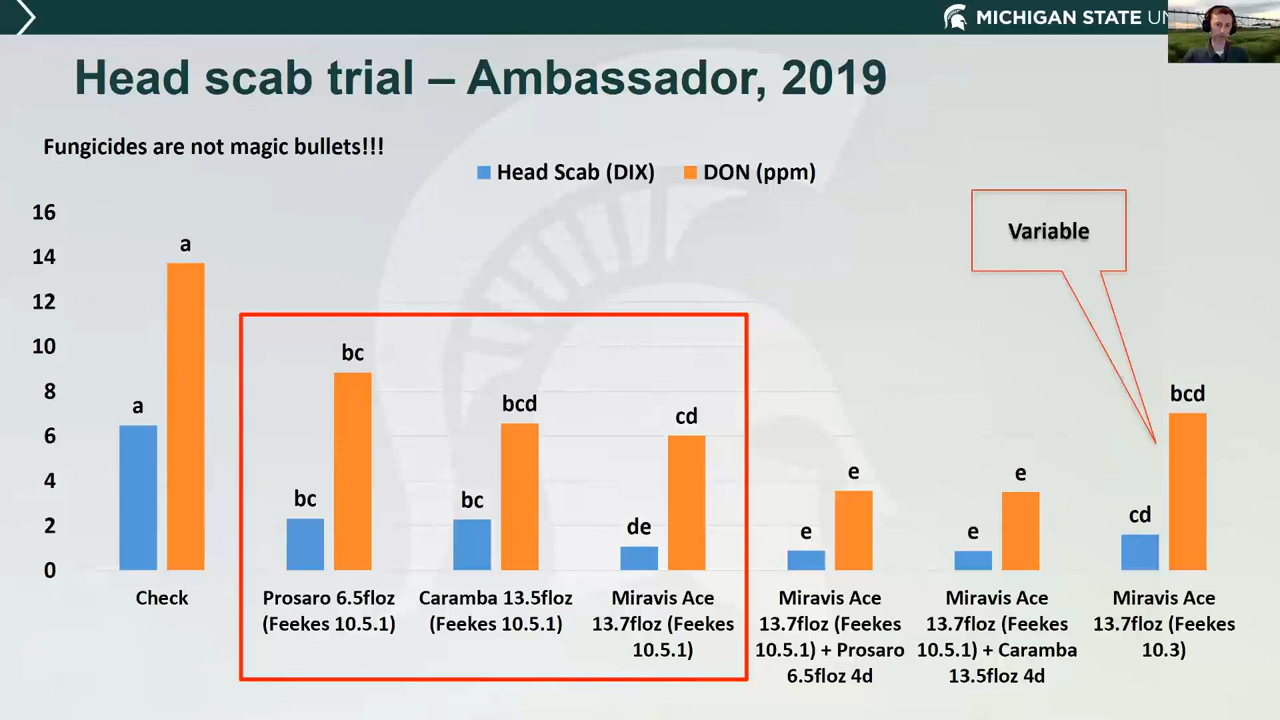 MICHIGAN STATE UN
Head scab trial – Ambassador, 2019
Fungicides are not magic bullets!!!
Head Scab (DIX) DON (ppm)
Variable
16
14
12
10
8
6
4
2
0
a a
bc bc
bc bcd
de cd
e e
e e
cd bcd
Check
Prosaro 6.5floz
(Feekes 10.5.1)
Caramba 13.5floz
(Feekes 10.5.1)
Miravis Ace
13.7floz (Feekes
10.5.1)
Miravis Ace
13.7floz (Feekes
10.5.1) + Prosaro
6.5floz 4d
Miravis Ace
13.7floz (Feekes
10.5.1) + Caramba
13.5floz 4d
Miravis Ace
13.7floz (Feekes
10.3)